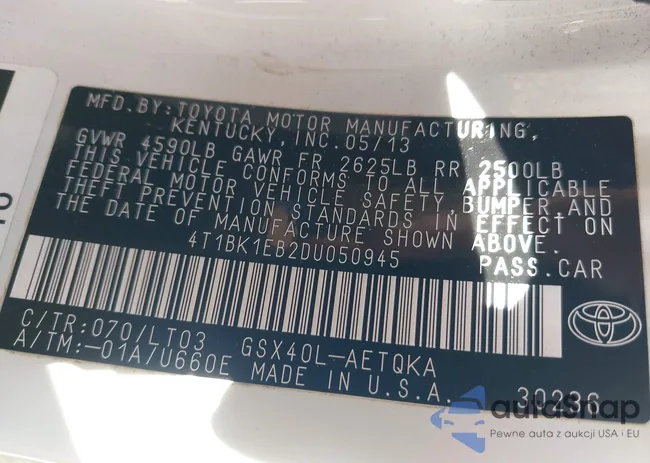 MFD.BY:TOYOTA MOTOR MANUFACTURING,
KENTUCKY, INC.05/13
GVWR 4590LB GAWR FR 2625LB RR 2500LB
THIS VEHICLE CONFORMS TO ALL APPLICABLE
FEDERAL MOTOR VEHICLE SAFETY, BUMPER,AND
THEFT PREVENTION STANDARDS IN EFFECT ON
THE DATE OF MANUFACTURE SHOWN ABOVE.
4T1BK1EB2DU050945 PASS.CAR
C/TR:070/LT03 GSX40L-AETQKA
A/TM:-01A/U660E MADE IN U.S.A. 30236
autoSnap
Pewne auta z aukcji USA i EU